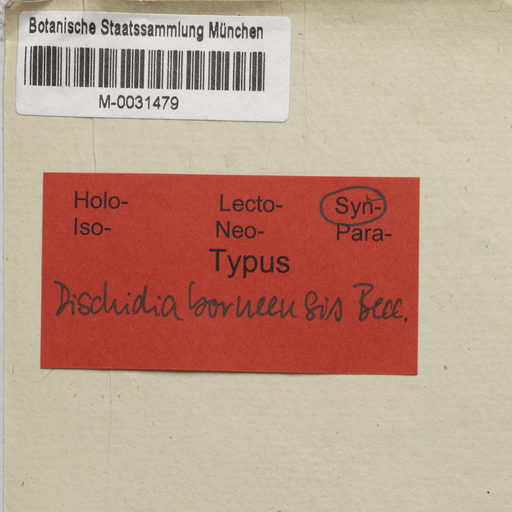 Botanische Staatssammlung München
M-0031479
Holo- Lecto- Syn-
Iso- Neo- Para-
Typus
Dischidia borneensis Becc.